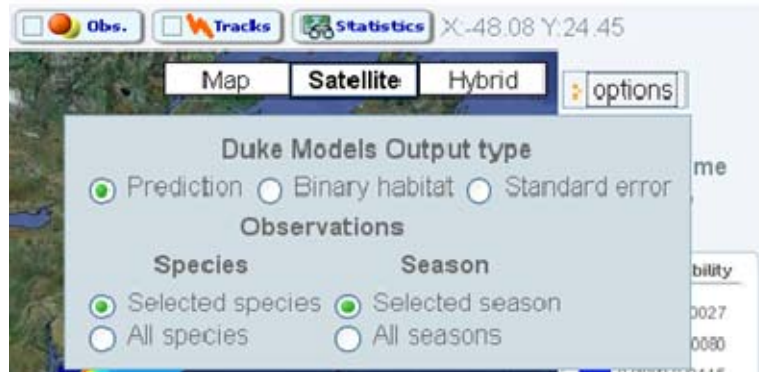 Obs. Tracks Statistics X:-48.08 Y:24.45
Map Satellite Hybrid options
Duke Models Output type
me
Prediction Binary habitat Standard error
Observations
Species Season
bility
Selected species Selected season
0027
All species All seasons
0080